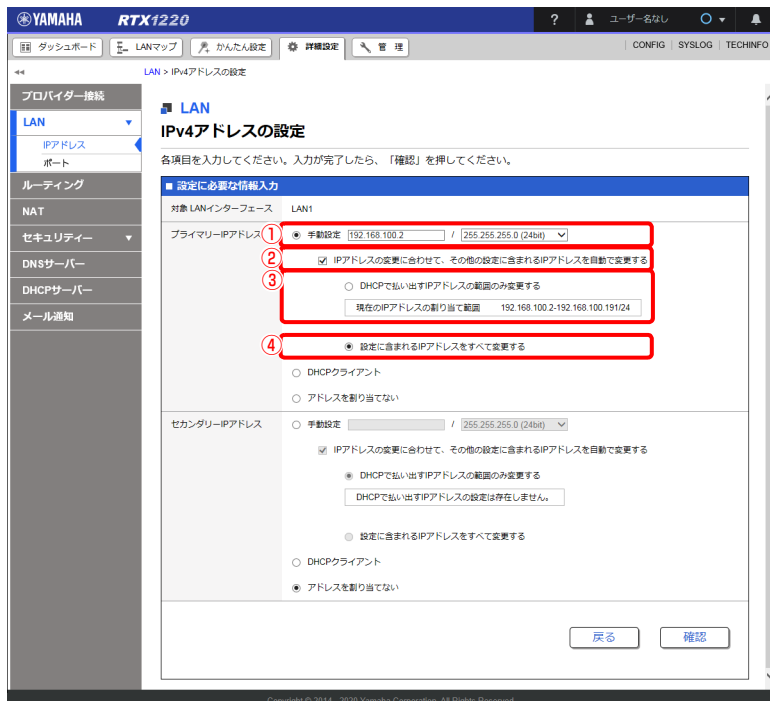 YAMAHA RTX1220 ? ユーザー名なし
ダッシュボード LANマップ かんたん設定 詳細設定 管 理 CONFIG SYSLOG TECHINFO
LAN > IPv4アドレスの設定
プロバイダー接続
LAN
IPアドレス
ポート
ルーティング
NAT
セキュリティー
DNSサーバー
DHCPサーバー
メール通知
LAN
IPv4アドレスの設定
各項目を入力してください。入力が完了したら、「確認」を押してください。
■ 設定に必要な情報入力
対象 LANインターフェース LAN1
プライマリーIPアドレス ① 手動設定 192.168.100.2 / 255.255.255.0 (24bit)
② IPアドレスの変更に合わせて、その他の設定に含まれるIPアドレスを自動で変更する
③ DHCPで払い出すIPアドレスの範囲のみ変更する
現在のIPアドレスの割り当て範囲 192.168.100.2-192.168.100.191/24
④ 設定に含まれるIPアドレスをすべて変更する
DHCPクライアント
アドレスを割り当てない
セカンダリーIPアドレス 手動設定 / 255.255.255.0 (24bit)
IPアドレスの変更に合わせて、その他の設定に含まれるIPアドレスを自動で変更する
DHCPで払い出すIPアドレスの範囲のみ変更する
DHCPで払い出すIPアドレスの設定は存在しません。
設定に含まれるIPアドレスをすべて変更する
DHCPクライアント
アドレスを割り当てない
戻る 確認
Copyright © 2014 - 2020 Yamaha Corporation. All Rights Reserved.